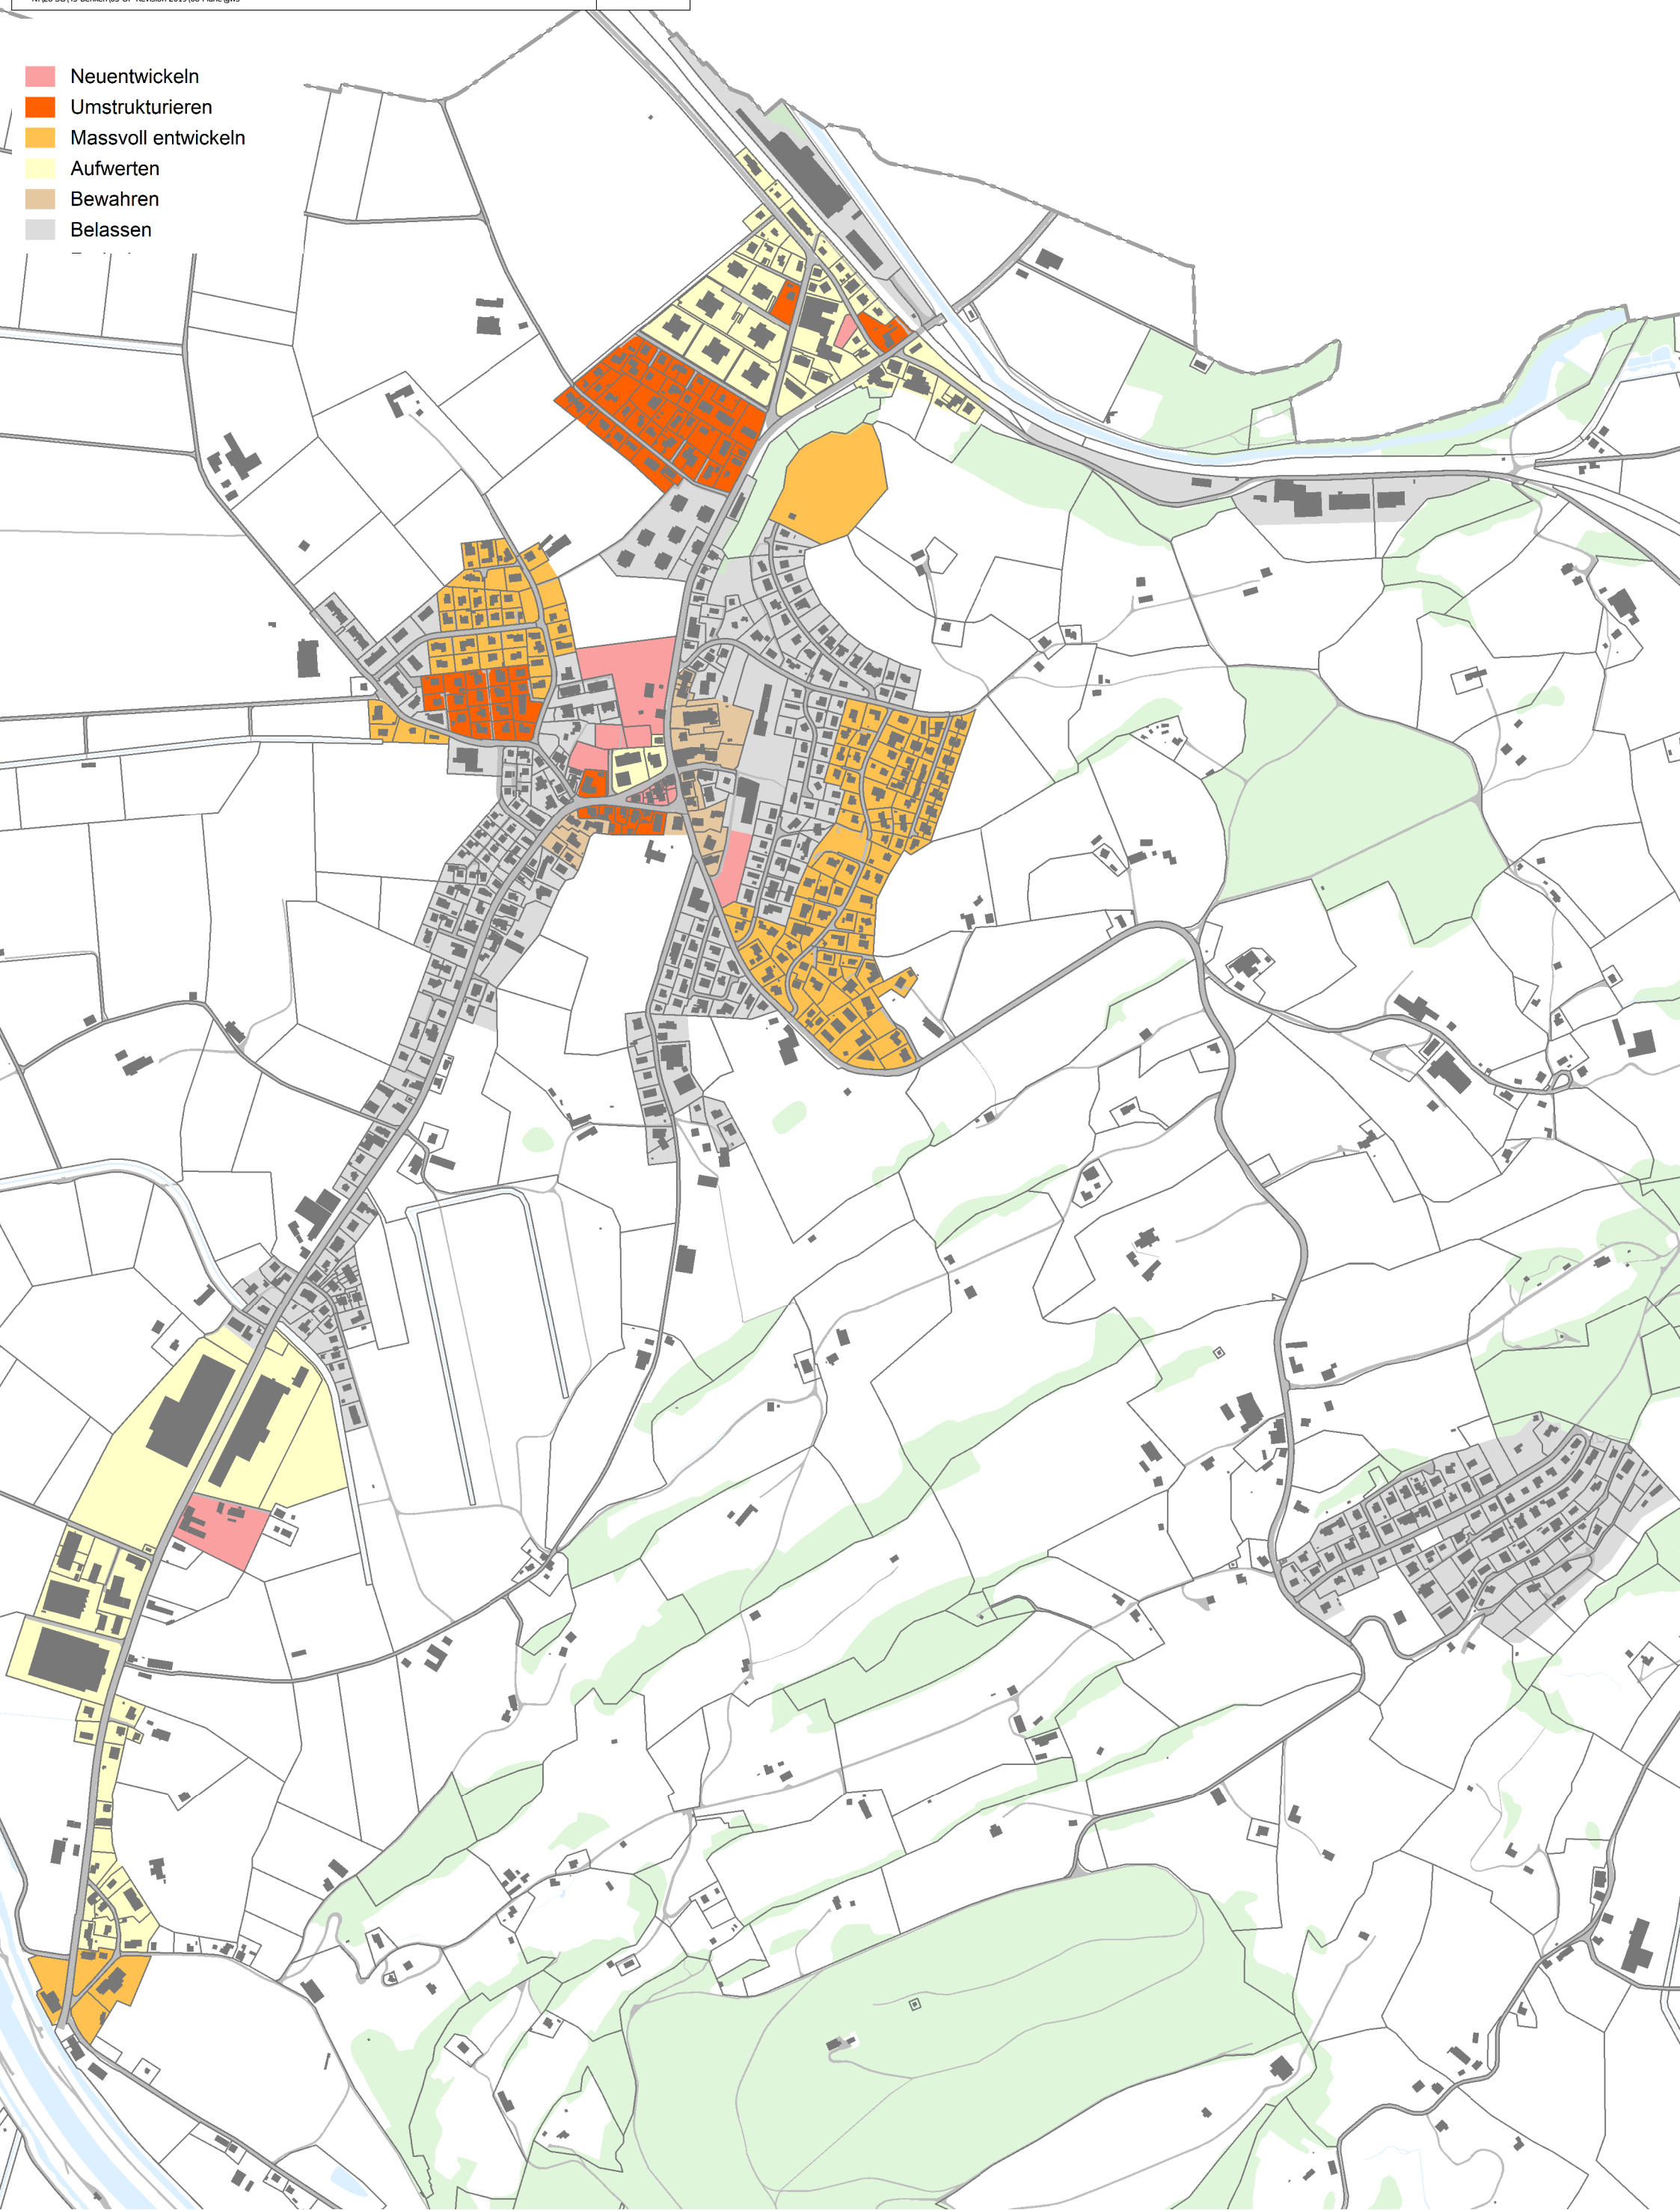 Neuentwickeln
Umstrukturieren
Massvoll entwickeln
Aufwerten
Bewahren
Belassen